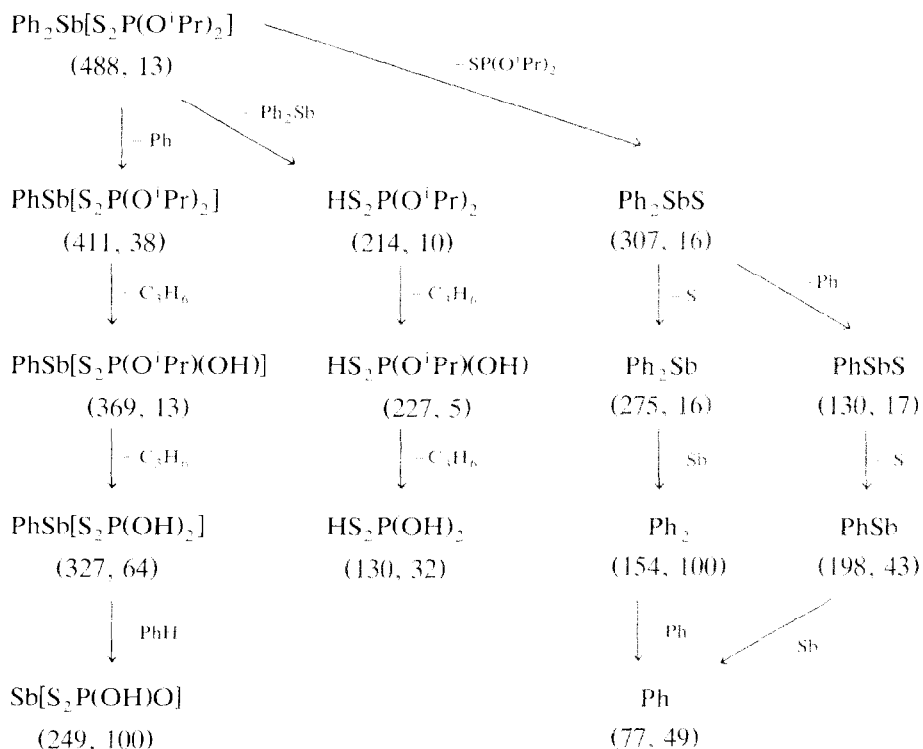 Ph₂Sb[S₂P(OⁱPr)₂]
(488, 13)
- SP(OⁱPr)₂
- Ph
- Ph₂Sb
PhSb[S₂P(OⁱPr)₂] HS₂P(OⁱPr)₂ Ph₂SbS
(411, 38) (214, 10) (307, 16)
- C₃H₆ - C₃H₆ - S -Ph
PhSb[S₂P(OⁱPr)(OH)] HS₂P(OⁱPr)(OH) Ph₂Sb PhSbS
(369, 13) (227, 5) (275, 16) (130, 17)
- C₃H₆ - C₃H₆ Sb - S
PhSb[S₂P(OH)₂] HS₂P(OH)₂ Ph₂ PhSb
(327, 64) (130, 32) (154, 100) (198, 43)
PhH Ph Sb
Sb[S₂P(OH)O] Ph
(249, 100) (77, 49)